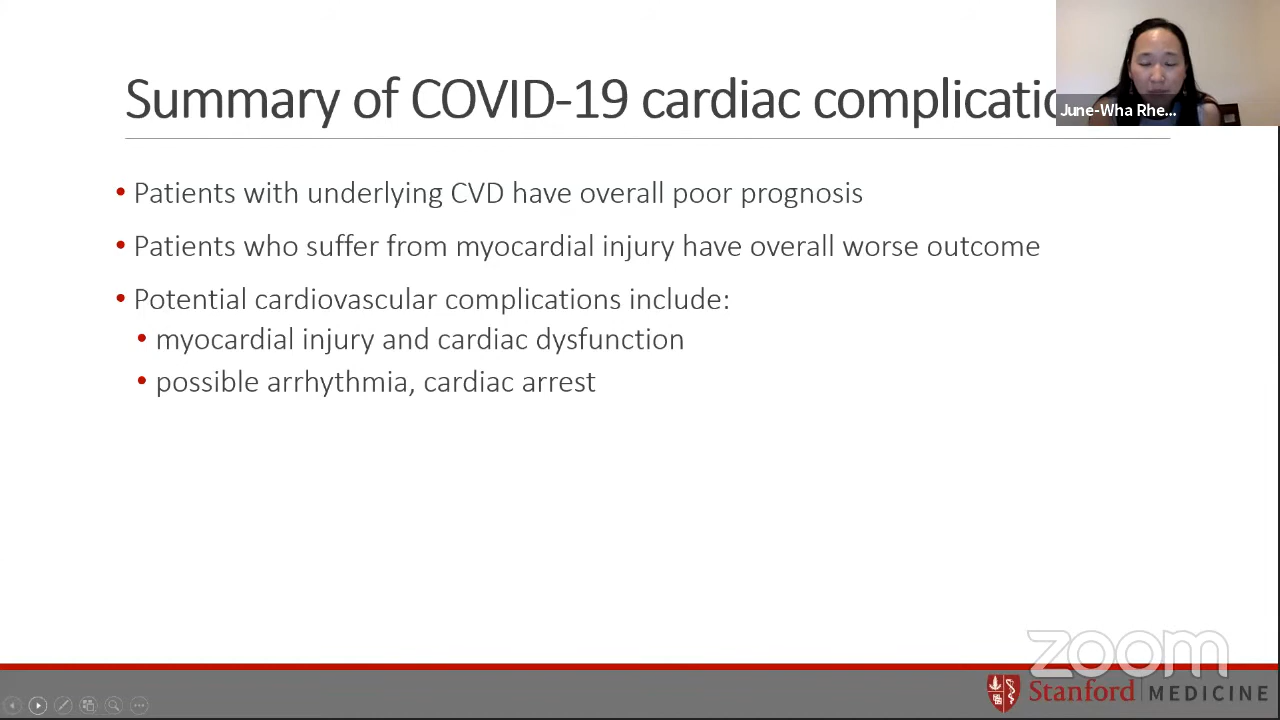 Summary of COVID-19 cardiac complicatio
June-Wha Rhe...
• Patients with underlying CVD have overall poor prognosis
• Patients who suffer from myocardial injury have overall worse outcome
• Potential cardiovascular complications include:
• myocardial injury and cardiac dysfunction
• possible arrhythmia, cardiac arrest
zoom
Stanford | MEDICINE